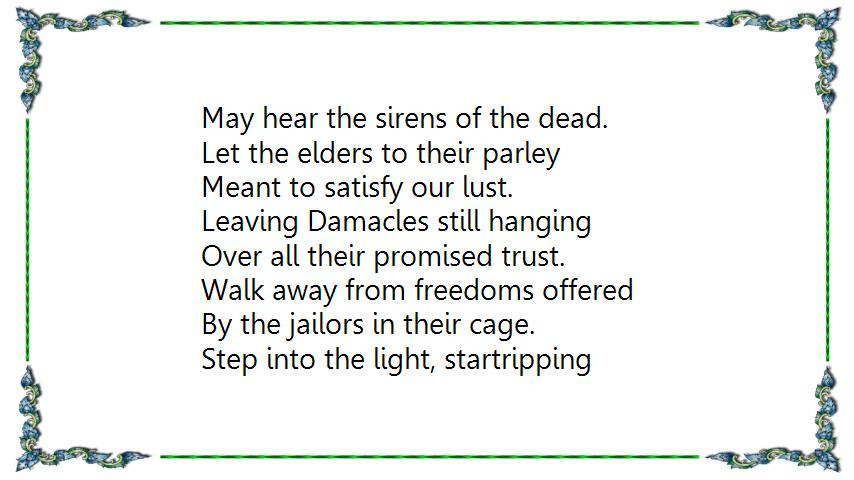 May hear the sirens of the dead.
Let the elders to their parley
Meant to satisfy our lust.
Leaving Damacles still hanging
Over all their promised trust.
Walk away from freedoms offered
By the jailors in their cage.
Step into the light, startripping